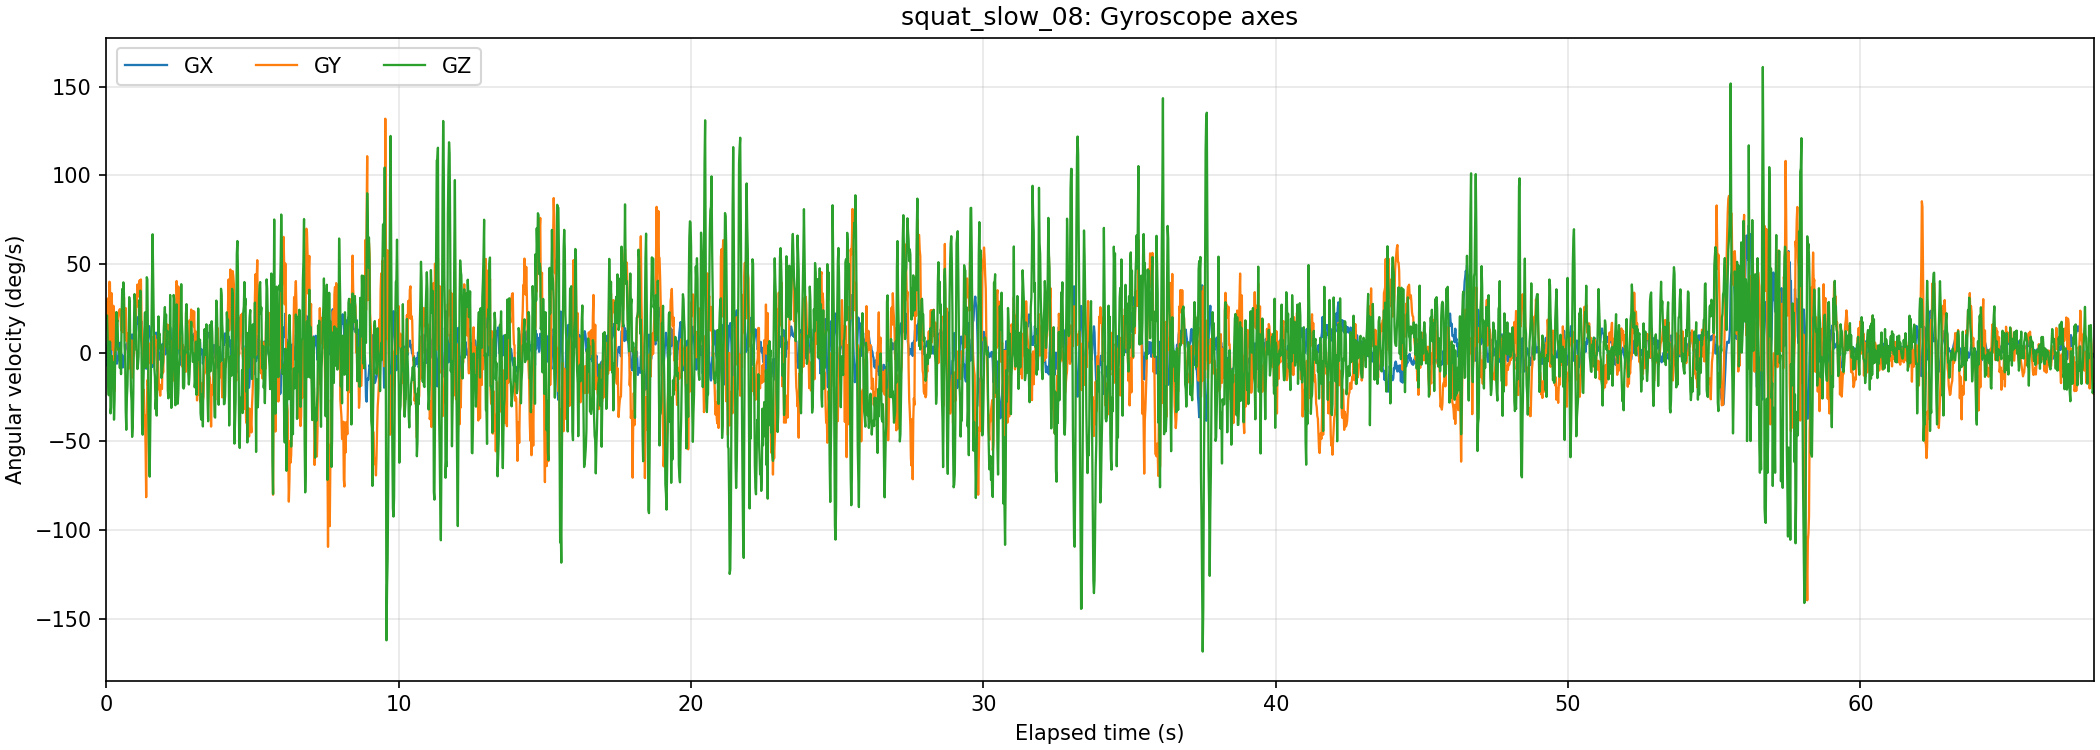 squat_slow_08: Gyroscope axes
GX GY GZ
Angular velocity (deg/s)
150
100
50
0
−50
−100
−150
0 10 20 30 40 50 60
Elapsed time (s)